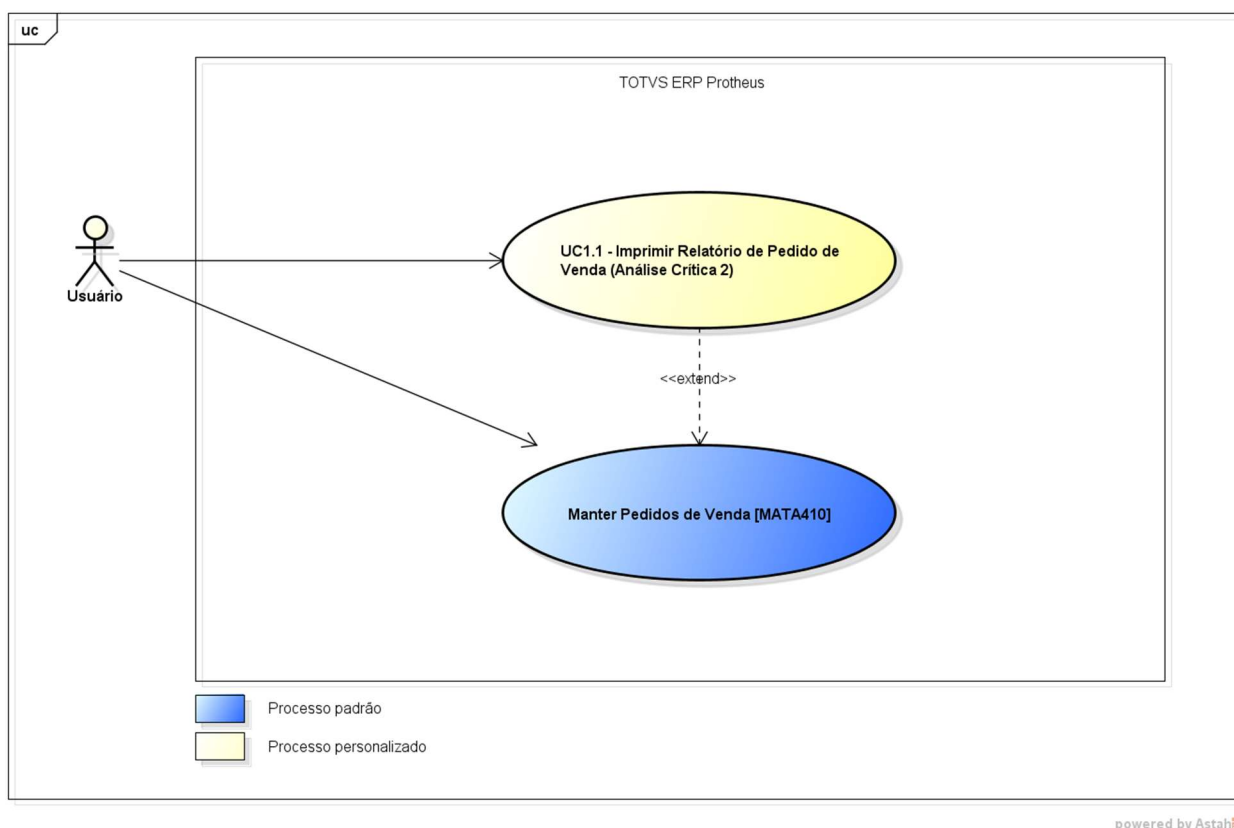 uc
TOTVS ERP Protheus
UC1.1 - Imprimir Relatório de Pedido de
Venda (Análise Crítica 2)
Usuário
<<extend>>
Manter Pedidos de Venda [MATA410]
Processo padrão
Processo personalizado
powered by Astah